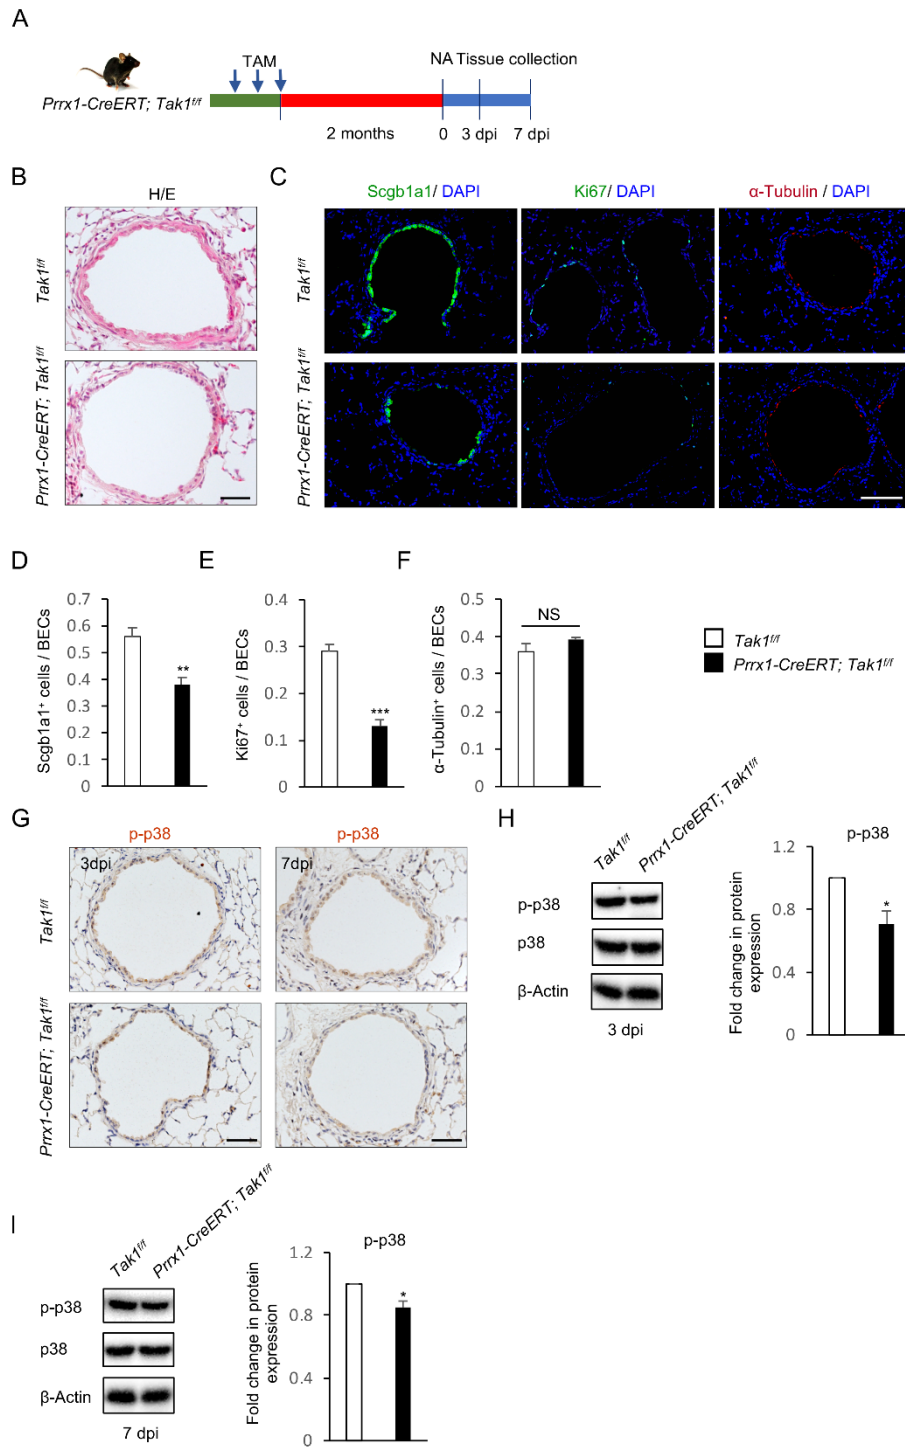 A
TAM
NA Tissue collection
Prrx1-CreERT; Tak1f/f
2 months
0
3 dpi
7 dpi
B
H/E
Tak1f/f
Prrx1-CreERT; Tak1f/f
C
Scgb1a1/ DAPI
Ki67/ DAPI
α-Tubulin / DAPI
Tak1f/f
Prrx1-CreERT; Tak1f/f
D
Scgb1a1+ cells / BECs
0.7
0.6
0.5
0.4
0.3
0.2
0.1
0
**
E
Ki67+ cells / BECs
0.3
0.2
0.1
0
***
F
α-Tubulin+ cells / BECs
0.5
0.4
0.3
0.2
0.1
0
NS
Tak1f/f
Prrx1-CreERT; Tak1f/f
G
p-p38
p-p38
3dpi
7dpi
Tak1f/f
Prrx1-CreERT; Tak1f/f
H
Tak1f/f
Prrx1-CreERT; Tak1f/f
p-p38
p38
β-Actin
3 dpi
p-p38
Fold change in protein
expression
1.2
0.8
0.4
0
*
I
Tak1f/f
Prrx1-CreERT; Tak1f/f
p-p38
p38
β-Actin
7 dpi
p-p38
Fold change in protein
expression
1.2
0.8
0.4
0
*